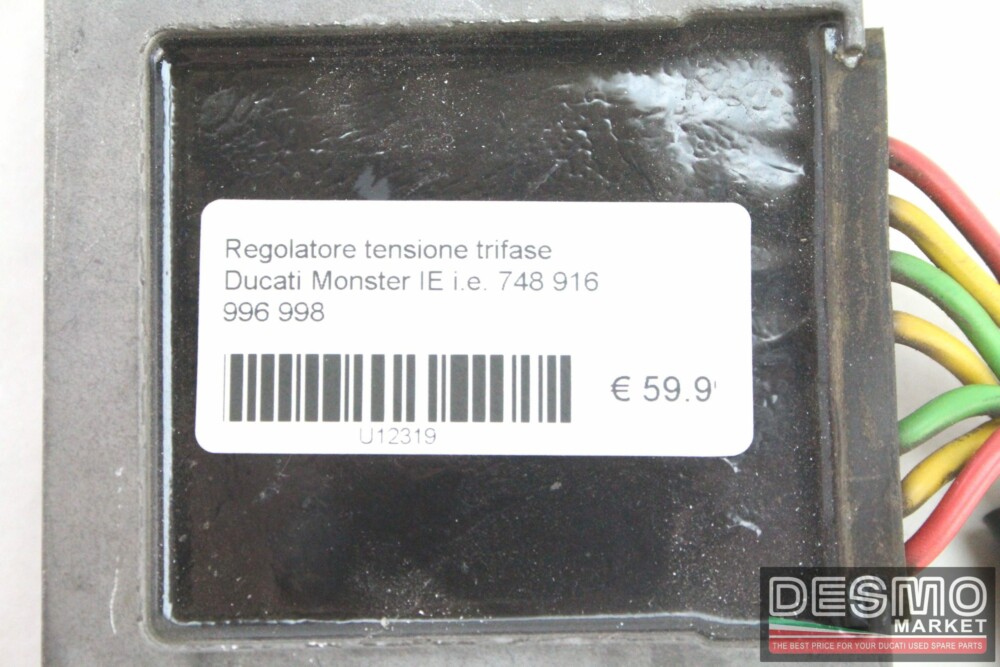 Regolatore tensione trifase
Ducati Monster IE i.e. 748 916
996 998
€ 59.9
U12319
DESMO
MARKET
THE BEST PRICE FOR YOUR DUCATI USED SPARE PARTS